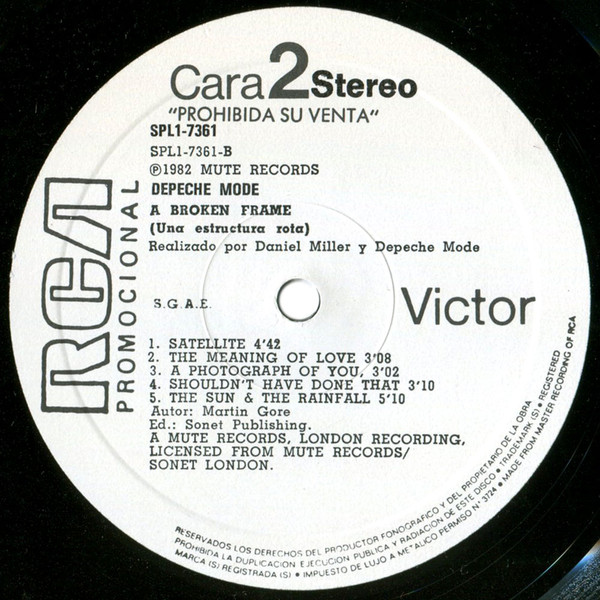 Cara 2 Stereo
"PROHIBIDA SU VENTA"
SPL1-7361
SPL1-7361-B
℗1982 MUTE RECORDS
DEPECHE MODE
A BROKEN FRAME
(Una estructura rota)
Realizado por Daniel Miller y Depeche Mode
RCA
PROMOCIONAL
S.G.A.E.
Victor
1. SATELLITE 4'42
2. THE MEANING OF LOVE 3'08
3. A PHOTOGRAPH OF YOU, 3'02
4. SHOULDN'T HAVE DONE THAT 3'10
5. THE SUN & THE RAINFALL 5'10
Autor: Martin Gore
Ed.: Sonet Publishing.
A MUTE RECORDS, LONDON RECORDING,
LICENSED FROM MUTE RECORDS/
SONET LONDON.
RESERVADOS LOS DERECHOS DEL PRODUCTOR FONOGRAFICO Y DEL PROPIETARIO DE LA OBRA
PROHIBIDA LA DUPLICACION EJECUCION PUBLICA Y RADIACION DE ESTE DISCO • TRADEMARK (S) • REGISTERED
MARCA (S) REGISTRADA (S) • IMPUESTO DE LUJO A METALICO PERMISO N° 3724 • MADE FROM MASTER RECORDING OF RCA